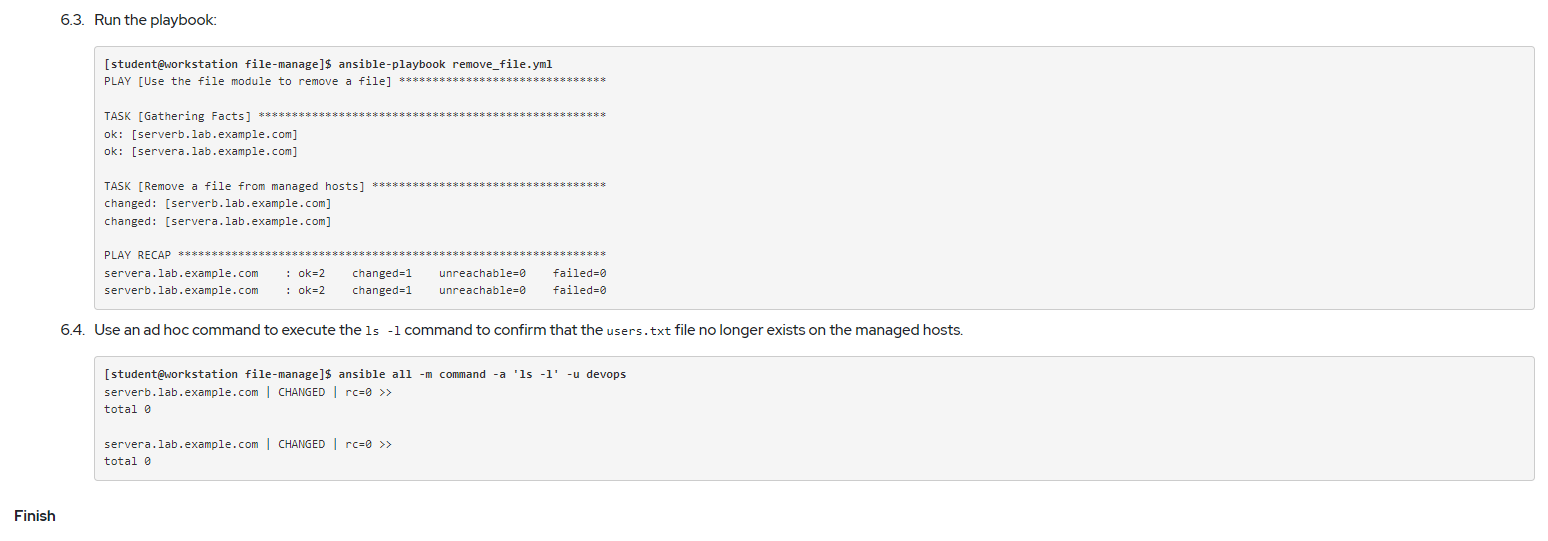 6.3. Run the playbook:
[student@workstation file-manage]$ ansible-playbook remove_file.yml
PLAY [Use the file module to remove a file] *******************************
TASK [Gathering Facts] ****************************************************
ok: [serverb.lab.example.com]
ok: [servera.lab.example.com]
TASK [Remove a file from managed hosts] ***********************************
changed: [serverb.lab.example.com]
changed: [servera.lab.example.com]
PLAY RECAP ****************************************************************
servera.lab.example.com    : ok=2    changed=1    unreachable=0    failed=0
serverb.lab.example.com    : ok=2    changed=1    unreachable=0    failed=0
6.4. Use an ad hoc command to execute the ls -l command to confirm that the users.txt file no longer exists on the managed hosts.
[student@workstation file-manage]$ ansible all -m command -a 'ls -l' -u devops
serverb.lab.example.com | CHANGED | rc=0 >>
total 0
servera.lab.example.com | CHANGED | rc=0 >>
total 0
Finish